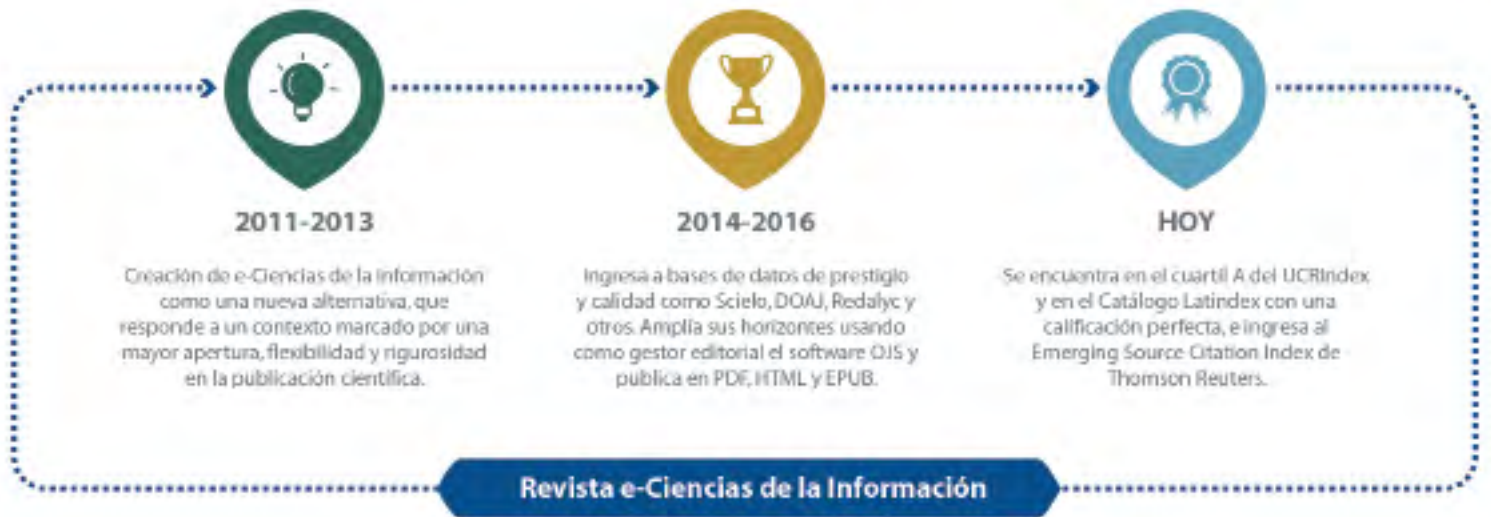 2011-2013
Creación de e-Ciencias de la Información
como una nueva alternativa, que
responde a un contexto marcado por una
mayor apertura, flexibilidad y rigurosidad
en la publicación científica.
2014-2016
Ingresa a bases de datos de prestigio
y calidad como Scielo, DOAJ, Redalyc y
otros. Amplía sus horizontes usando
como gestor editorial el software OJS y
publica en PDF, HTML y EPUB.
HOY
Se encuentra en el cuartil A del UCRIndex
y en el Catálogo Latindex con una
calificación perfecta, e ingresa al
Emerging Source Citation Index de
Thomson Reuters.
Revista e-Ciencias de la Información